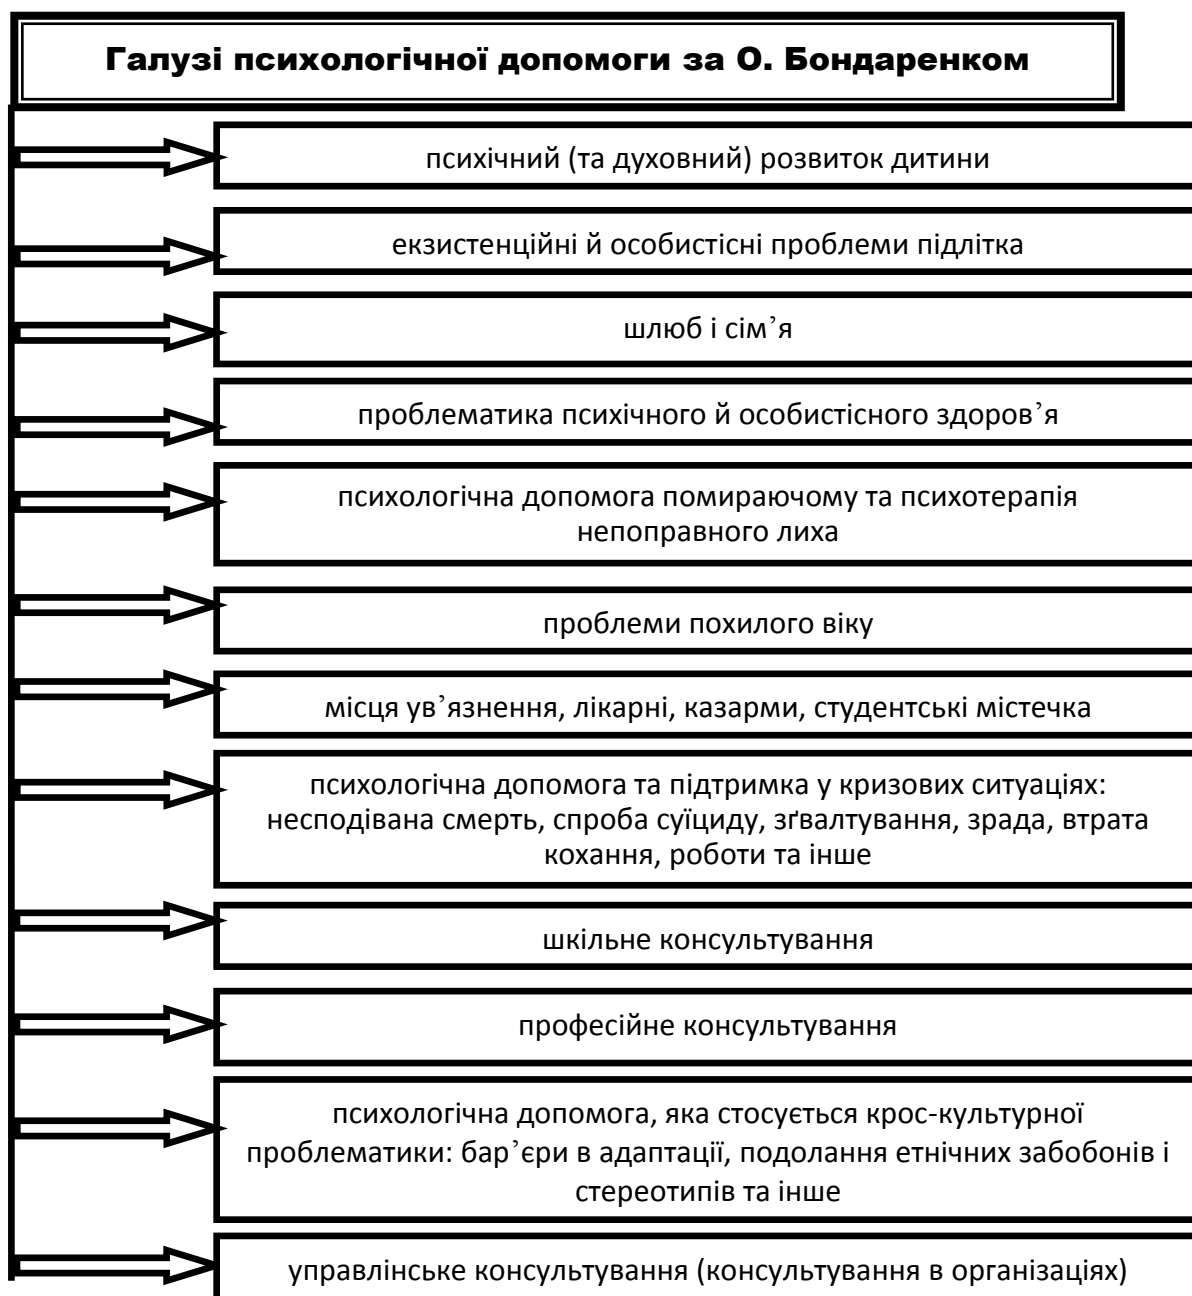 Галузі психологічної допомоги за О. Бондаренком
психічний (та духовний) розвиток дитини
екзистенційні й особистісні проблеми підлітка
шлюб і сім’я
проблематика психічного й особистісного здоров’я
психологічна допомога помираючому та психотерапія
непоправного лиха
проблеми похилого віку
місця ув’язнення, лікарні, казарми, студентські містечка
психологічна допомога та підтримка у кризових ситуаціях:
несподівана смерть, спроба суїциду, зґвалтування, зрада, втрата
кохання, роботи та інше
шкільне консультування
професійне консультування
психологічна допомога, яка стосується крос-культурної
проблематики: бар’єри в адаптації, подолання етнічних забобонів і
стереотипів та інше
управлінське консультування (консультування в організаціях)